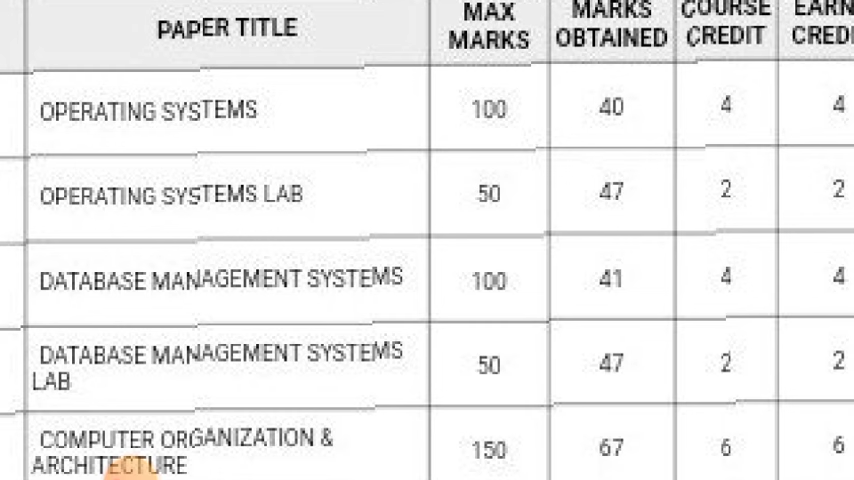 PAPER TITLE MAX MARKS MARKS OBTAINED COURSE CREDIT
OPERATING SYSTEMS 100 40 4 4
OPERATING SYSTEMS LAB 50 47 2 2
DATABASE MANAGEMENT SYSTEMS 100 41 4 4
DATABASE MANAGEMENT SYSTEMS LAB 50 47 2 2
COMPUTER ORGANIZATION & ARCHITECTURE 150 67 6 6